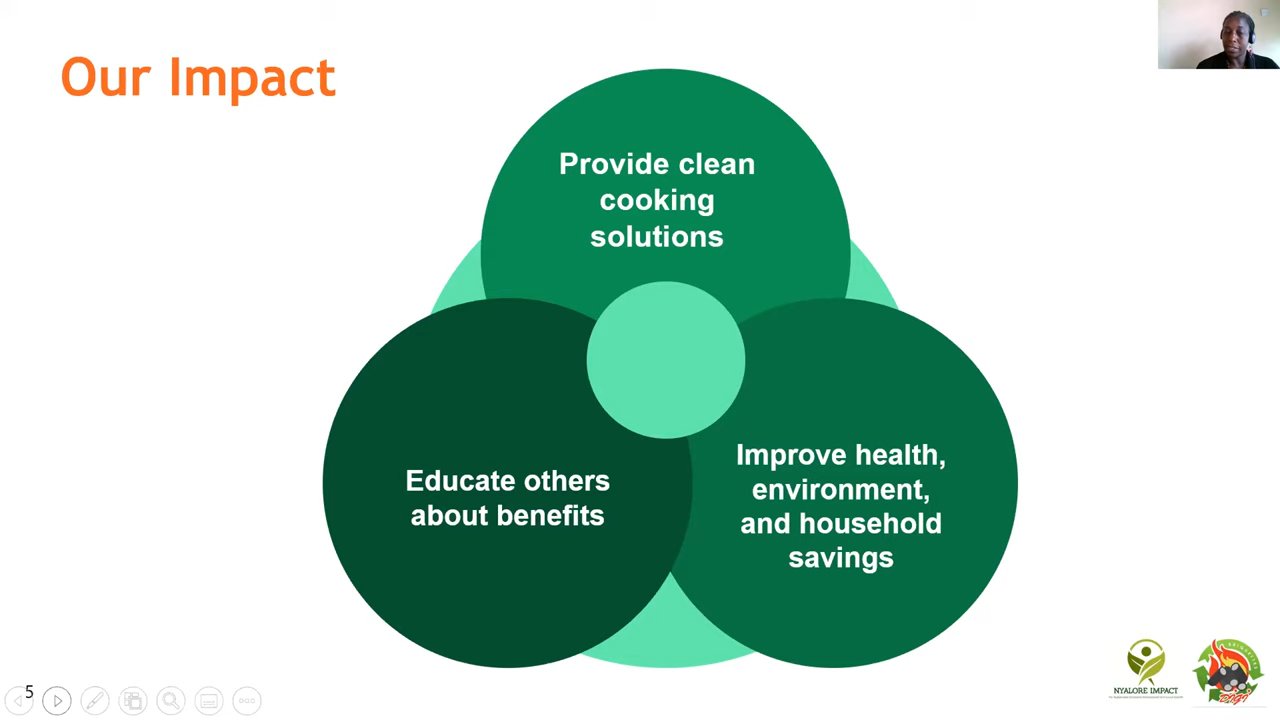 Our Impact
Provide clean
cooking
solutions
Educate others
about benefits
Improve health,
environment,
and household
savings
5
NYALORE IMPACT